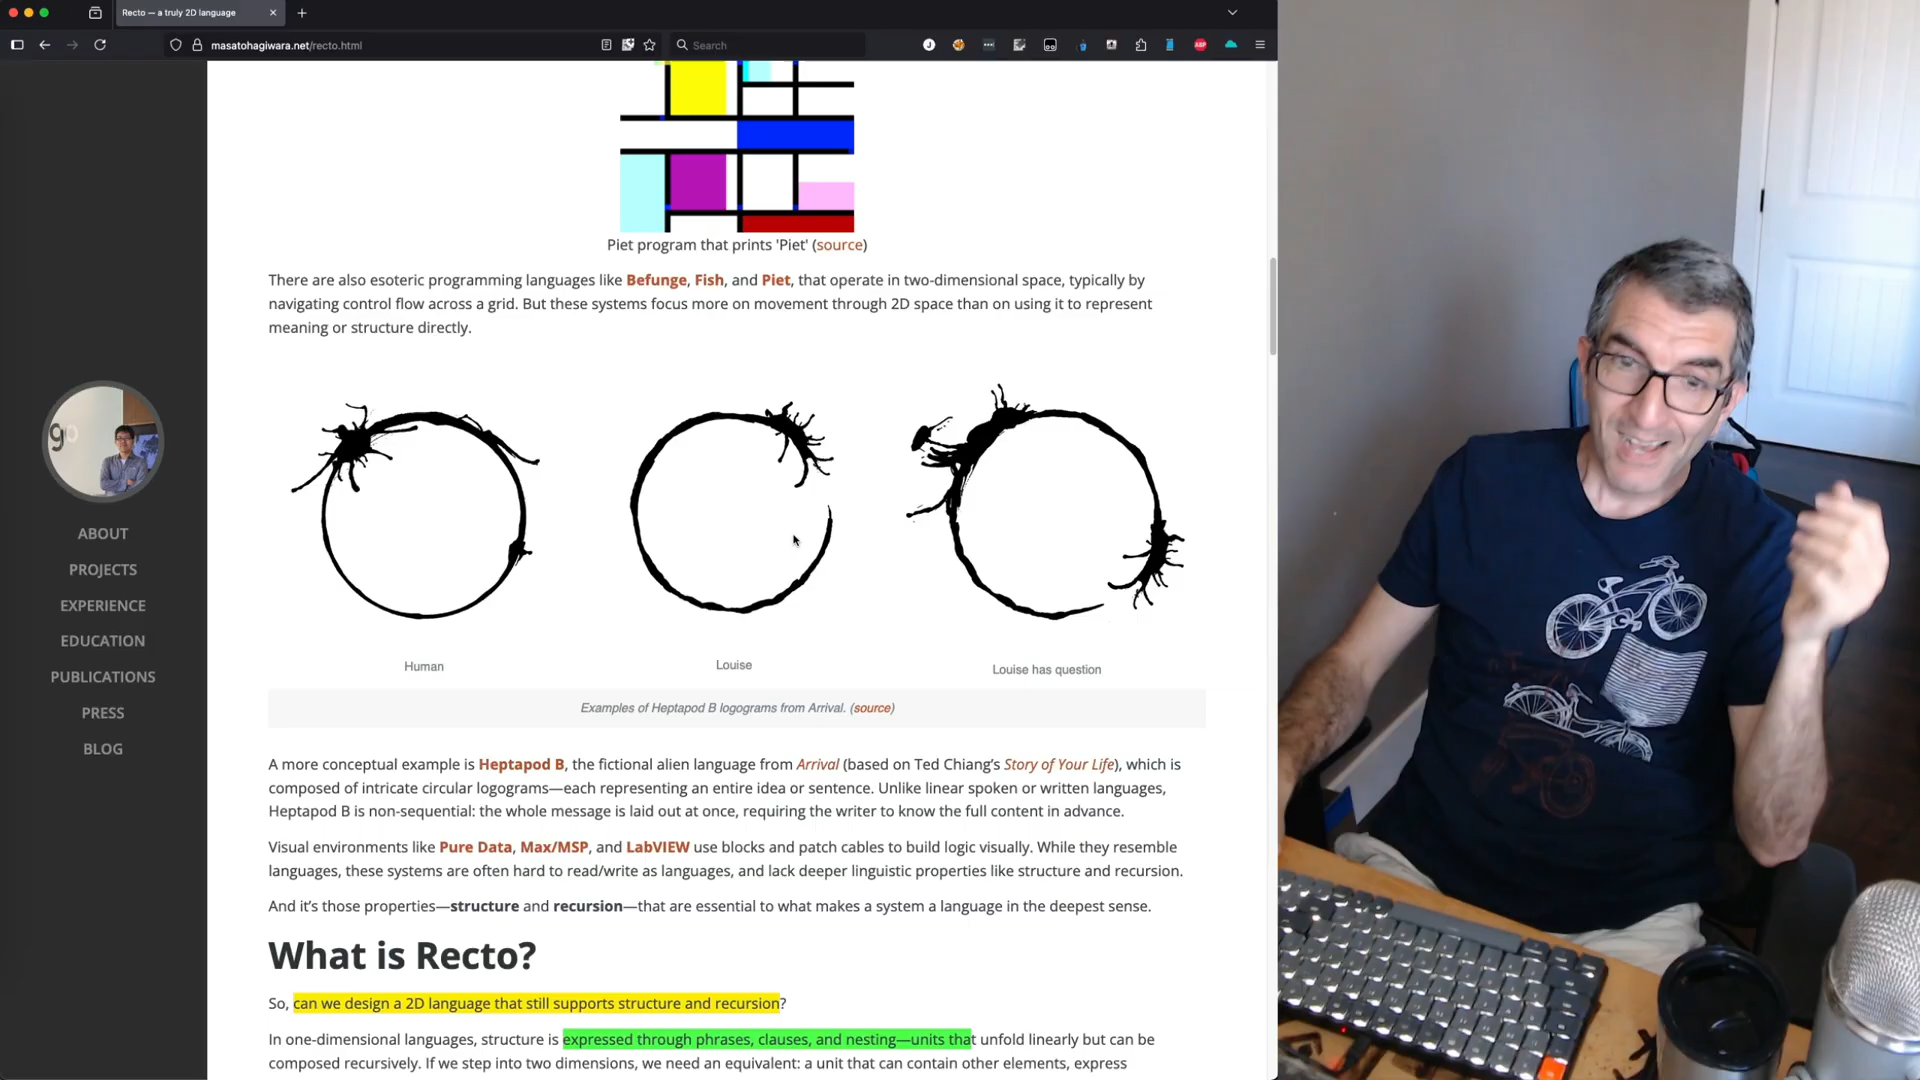 Recto — a truly 2D language
masatohagiwara.net/recto.html
Search
ABP
Piet program that prints 'Piet' (source)
There are also esoteric programming languages like Befunge, Fish, and Piet, that operate in two-dimensional space, typically by
navigating control flow across a grid. But these systems focus more on movement through 2D space than on using it to represent
meaning or structure directly.
go
ABOUT
PROJECTS
EXPERIENCE
EDUCATION
PUBLICATIONS
PRESS
BLOG
Human
Louise
Louise has question
Examples of Heptapod B logograms from Arrival. (source)
A more conceptual example is Heptapod B, the fictional alien language from Arrival (based on Ted Chiang's Story of Your Life), which is
composed of intricate circular logograms—each representing an entire idea or sentence. Unlike linear spoken or written languages,
Heptapod B is non-sequential: the whole message is laid out at once, requiring the writer to know the full content in advance.
Visual environments like Pure Data, Max/MSP, and LabVIEW use blocks and patch cables to build logic visually. While they resemble
languages, these systems are often hard to read/write as languages, and lack deeper linguistic properties like structure and recursion.
And it's those properties—structure and recursion—that are essential to what makes a system a language in the deepest sense.
What is Recto?
So, can we design a 2D language that still supports structure and recursion?
In one-dimensional languages, structure is expressed through phrases, clauses, and nesting—units that unfold linearly but can be
composed recursively. If we step into two dimensions, we need an equivalent: a unit that can contain other elements, express